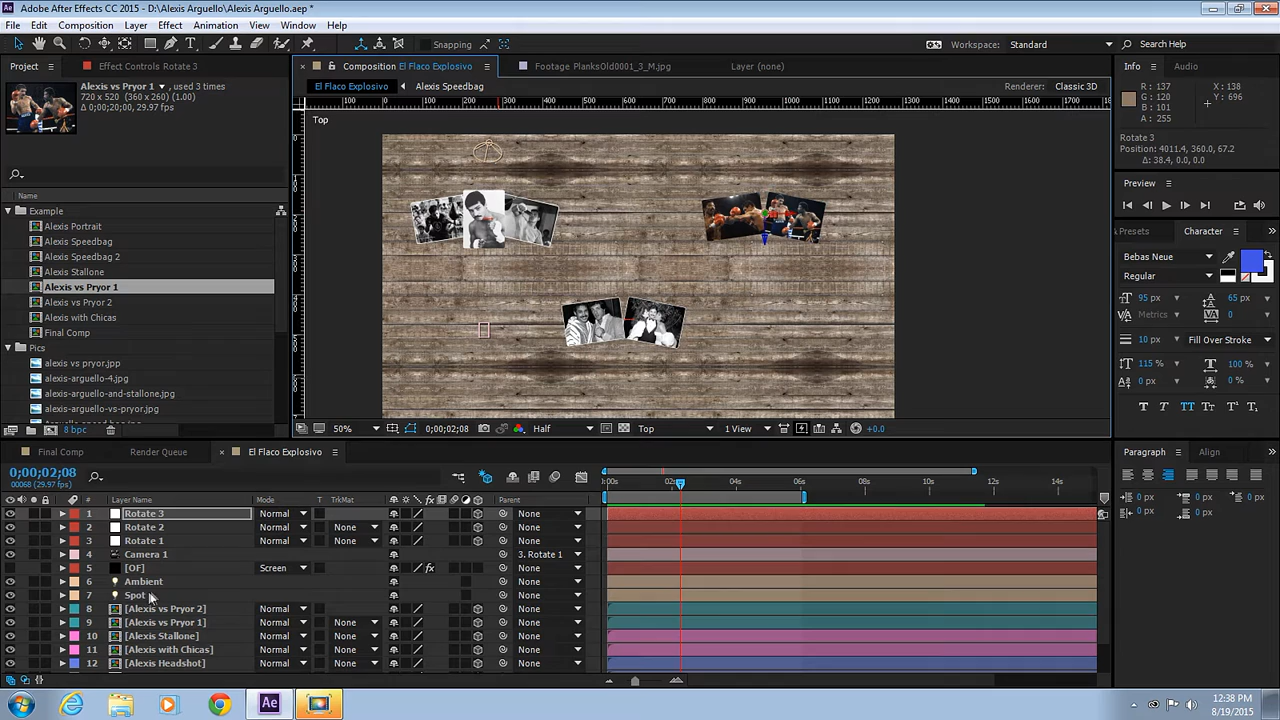 Adobe After Effects CC 2015 - D:\Alexis Arguello\Alexis Arguello.aep *
File Edit Composition Layer Effect Animation View Window Help
Snapping
Workspace: Standard
Search Help
Project
Effect Controls Rotate 3
Composition El Flaco Explosivo
Footage PlanksOld0001_3_M.jpg
Layer (none)
Info
Audio
Alexis vs Pryor 1 , used 3 times
720 x 520 (360 x 260) (1.00)
Δ 0;00;20;00, 29.97 fps
El Flaco Explosivo
Alexis Speedbag
Renderer: Classic 3D
R : 137
G : 120
B : 101
A : 255
X : 138
Y : 696
Top
Rotate 3
Position: 4011.4, 360.0, 67.2
Δ: 38.4, 0.0, 0.0
Name
Example
Alexis Portrait
Alexis Speedbag
Alexis Speedbag 2
Alexis Stallone
Alexis vs Pryor 1
Alexis vs Pryor 2
Alexis with Chicas
Final Comp
Pics
alexis vs pryor.jpp
alexis-arguello-4.jpg
alexis-arguello-and-stallone.jpg
alexis-arguello-vs-pryor.jpg
8 bpc
Preview
Presets
Character
Bebas Neue
Regular
95 px
65 px
Metrics
0
10 px
Fill Over Stroke
115 %
100 %
0 px
0 %
50%
0;00;02;08
Half
Top
1 View
+0.0
Final Comp
Render Queue
El Flaco Explosivo
Paragraph
Align
0;00;02;08
00068 (29.97 fps)
# Layer Name Mode T TrkMat Parent
:00s 02s 04s 06s 08s 10s 12s 14s
0 px 0 px 0 px
0 px 0 px
1 Rotate 3 Normal None
2 Rotate 2 Normal None None
3 Rotate 1 Normal None None
4 Camera 1 3. Rotate 1
5 [OF] Screen None
6 Ambient None
7 Spot None
8 [Alexis vs Pryor 2] Normal None
9 [Alexis vs Pryor 1] Normal None None
10 [Alexis Stallone] Normal None None
11 [Alexis with Chicas] Normal None None
12 [Alexis Headshot] Normal None None
12:38 PM
8/19/2015